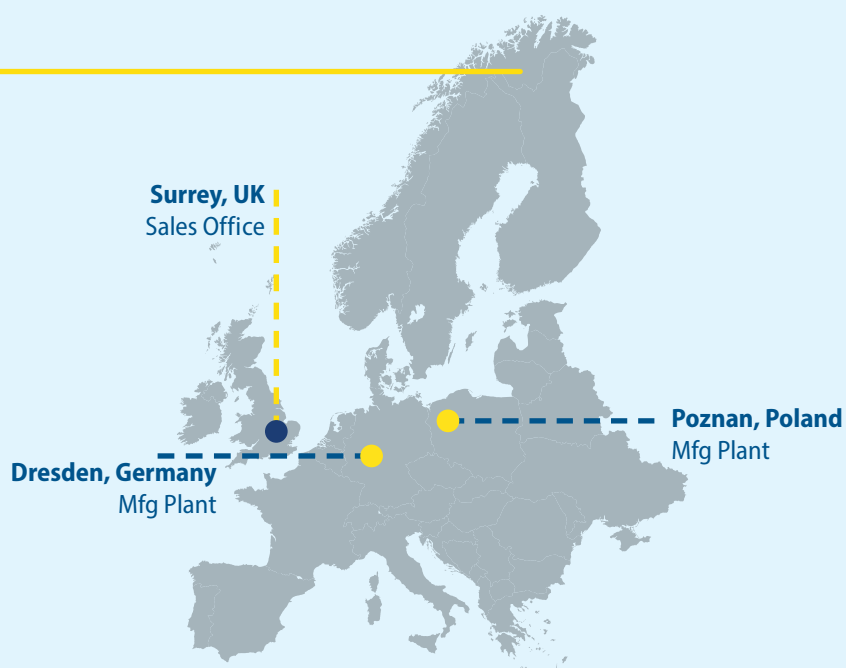 Surrey, UK
Sales Office
Poznan, Poland
Mfg Plant
Dresden, Germany
Mfg Plant